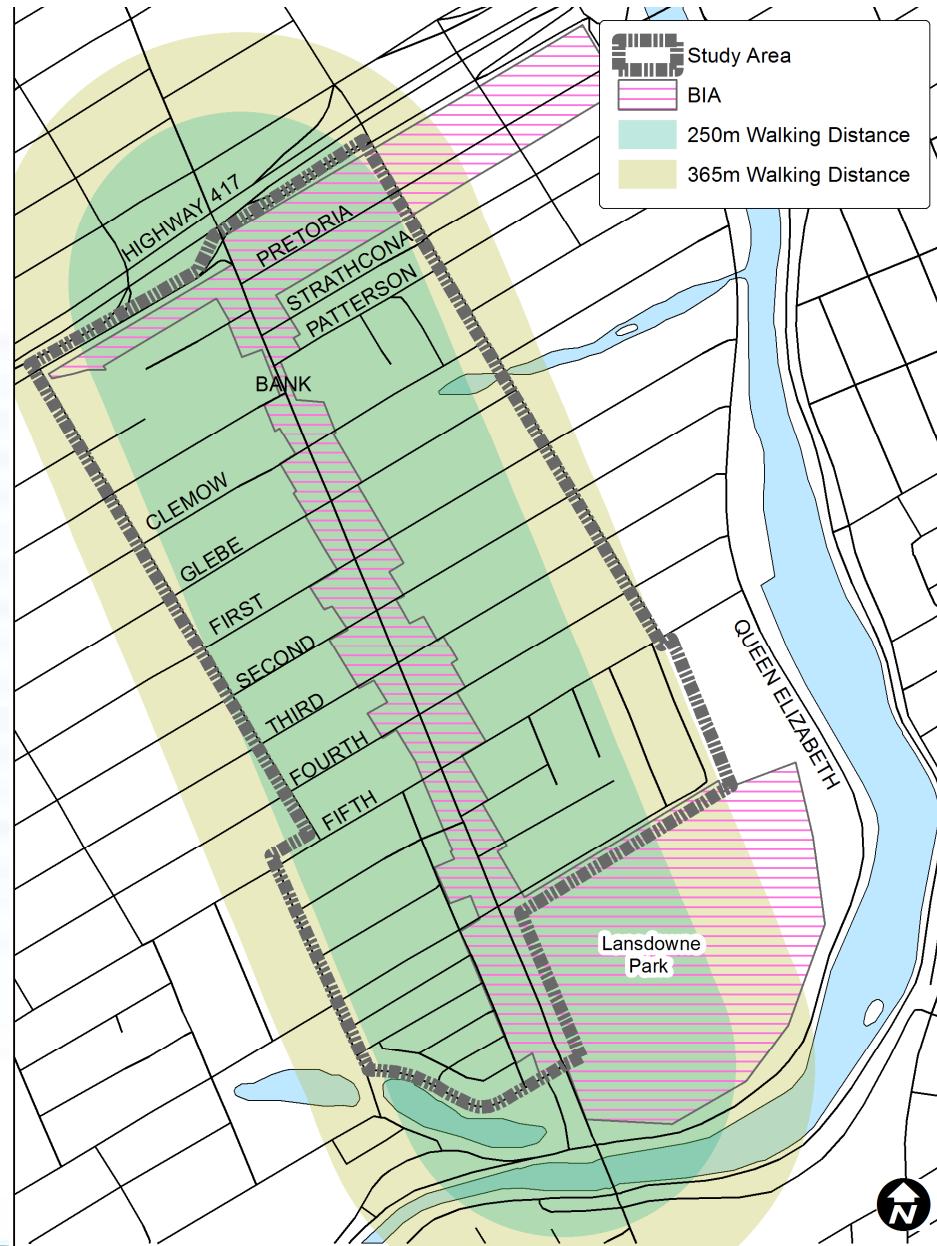 Study Area
BIA
250m Walking Distance
365m Walking Distance
HIGHWAY 417
PRETORIA
STRATHCONA
PATTERSON
BANK
CLEMOW
GLEBE
FIRST
SECOND
THIRD
FOURTH
FIFTH
QUEEN ELIZABETH
Lansdowne
Park
N